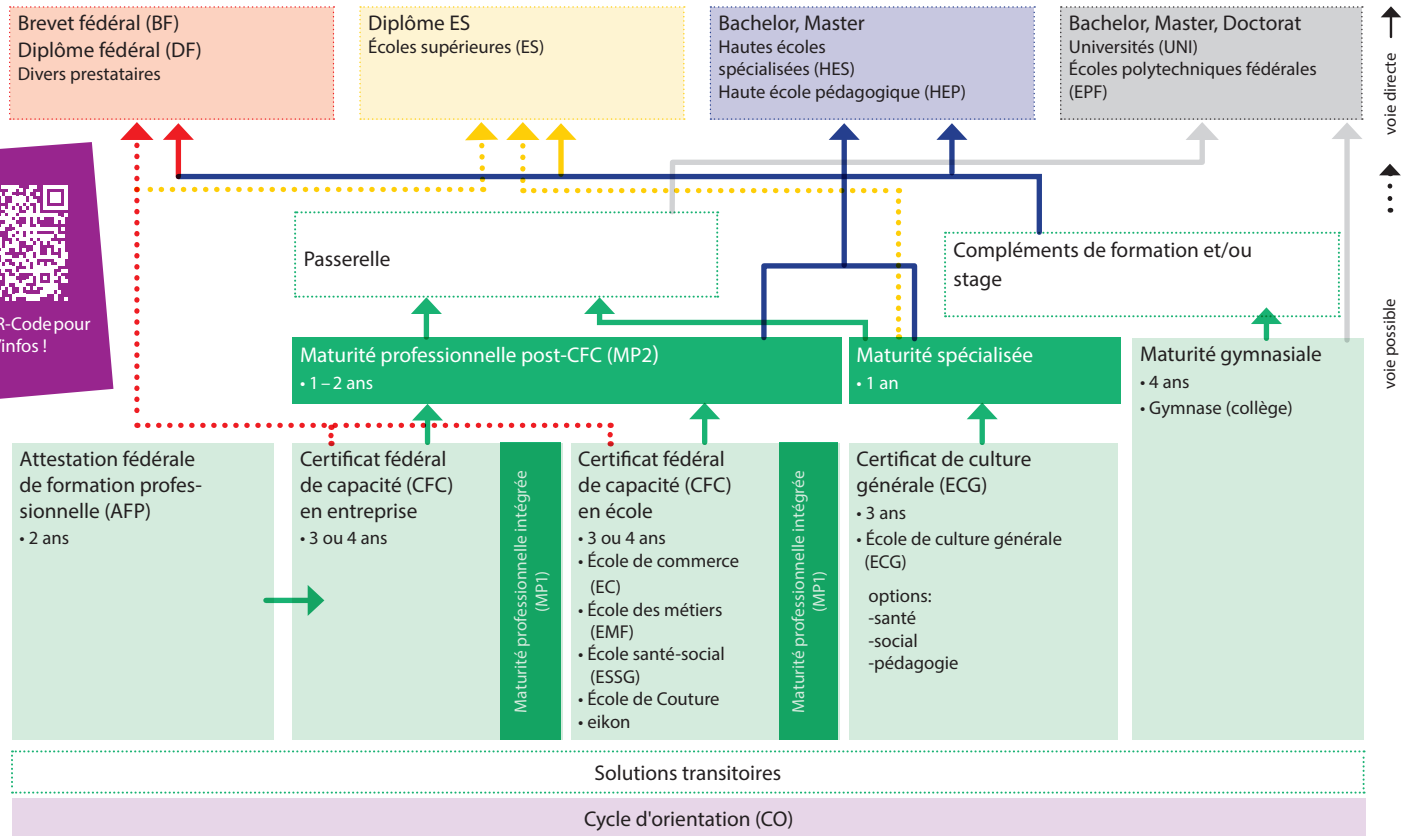 Brevet fédéral (BF)
Diplôme fédéral (DF)
Divers prestataires
Diplôme ES
Écoles supérieures (ES)
Bachelor, Master
Hautes écoles
spécialisées (HES)
Haute école pédagogique (HEP)
Bachelor, Master, Doctorat
Universités (UNI)
Écoles polytechniques fédérales
(EPF)
voie directe
voie possible
R-Code pour
infos !
Passerelle
Compléments de formation et/ou
stage
Maturité professionnelle post-CFC (MP2)
• 1 – 2 ans
Maturité spécialisée
• 1 an
Maturité gymnasiale
• 4 ans
• Gymnase (collège)
Attestation fédérale
de formation profes-
sionnelle (AFP)
• 2 ans
Certificat fédéral
de capacité (CFC)
en entreprise
• 3 ou 4 ans
Maturité professionnelle intégrée
(MP1)
Certificat fédéral
de capacité (CFC)
en école
• 3 ou 4 ans
• École de commerce
(EC)
• École des métiers
(EMF)
• École santé-social
(ESSG)
• École de Couture
• eikon
Maturité professionnelle intégrée
(MP1)
Certificat de culture
générale (ECG)
• 3 ans
• École de culture générale
(ECG)
options:
-santé
-social
-pédagogie
Solutions transitoires
Cycle d'orientation (CO)